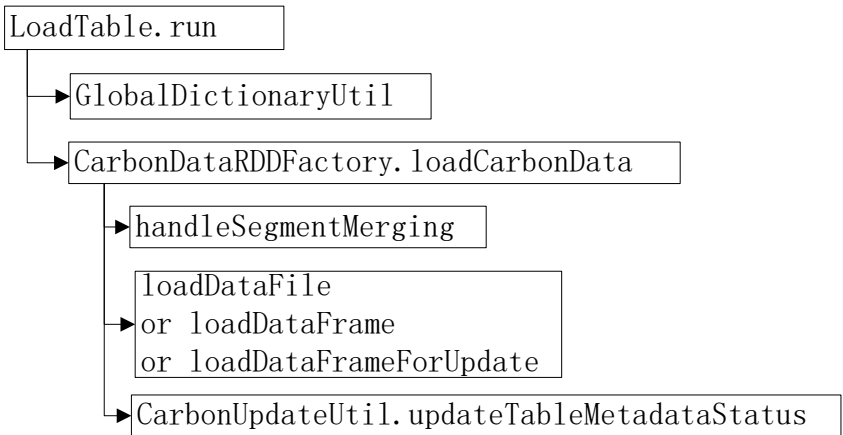 LoadTable.run
GlobalDictionaryUtil
CarbonDataRDDFactory.loadCarbonData
handleSegmentMerging
loadDataFile
or loadDataFrame
or loadDataFrameForUpdate
CarbonUpdateUtil.updateTableMetadataStatus